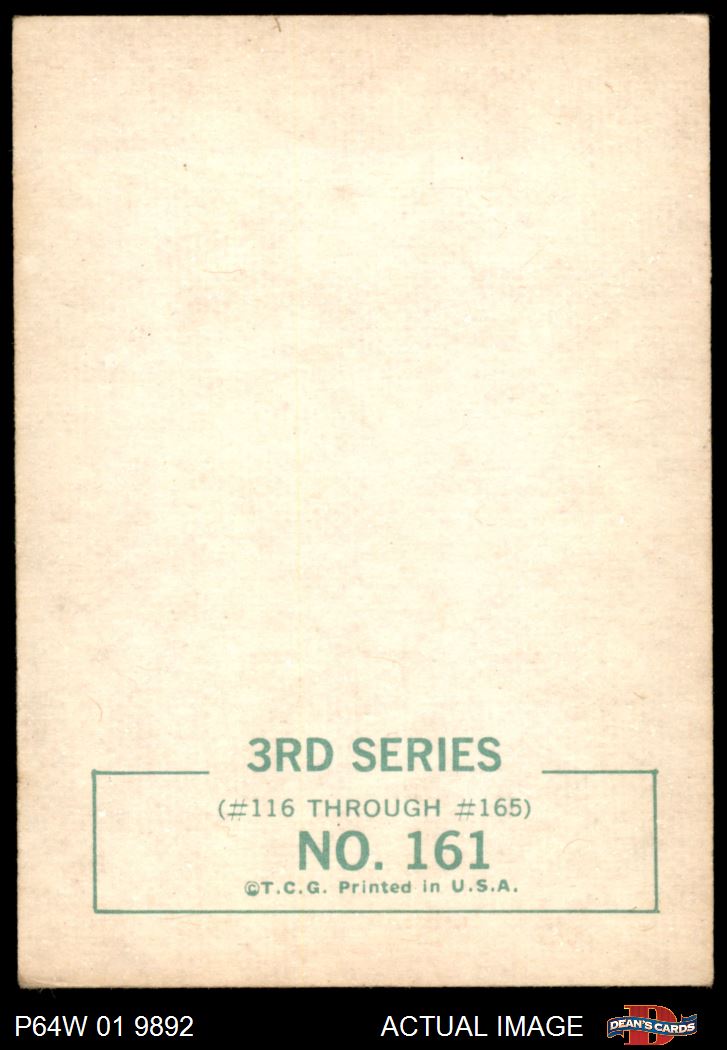 3RD SERIES
(#116 THROUGH #165)
NO. 161
©T.C.G. Printed in U.S.A.
P64W 01 9892
ACTUAL IMAGE
D
DEAN'S CARDS